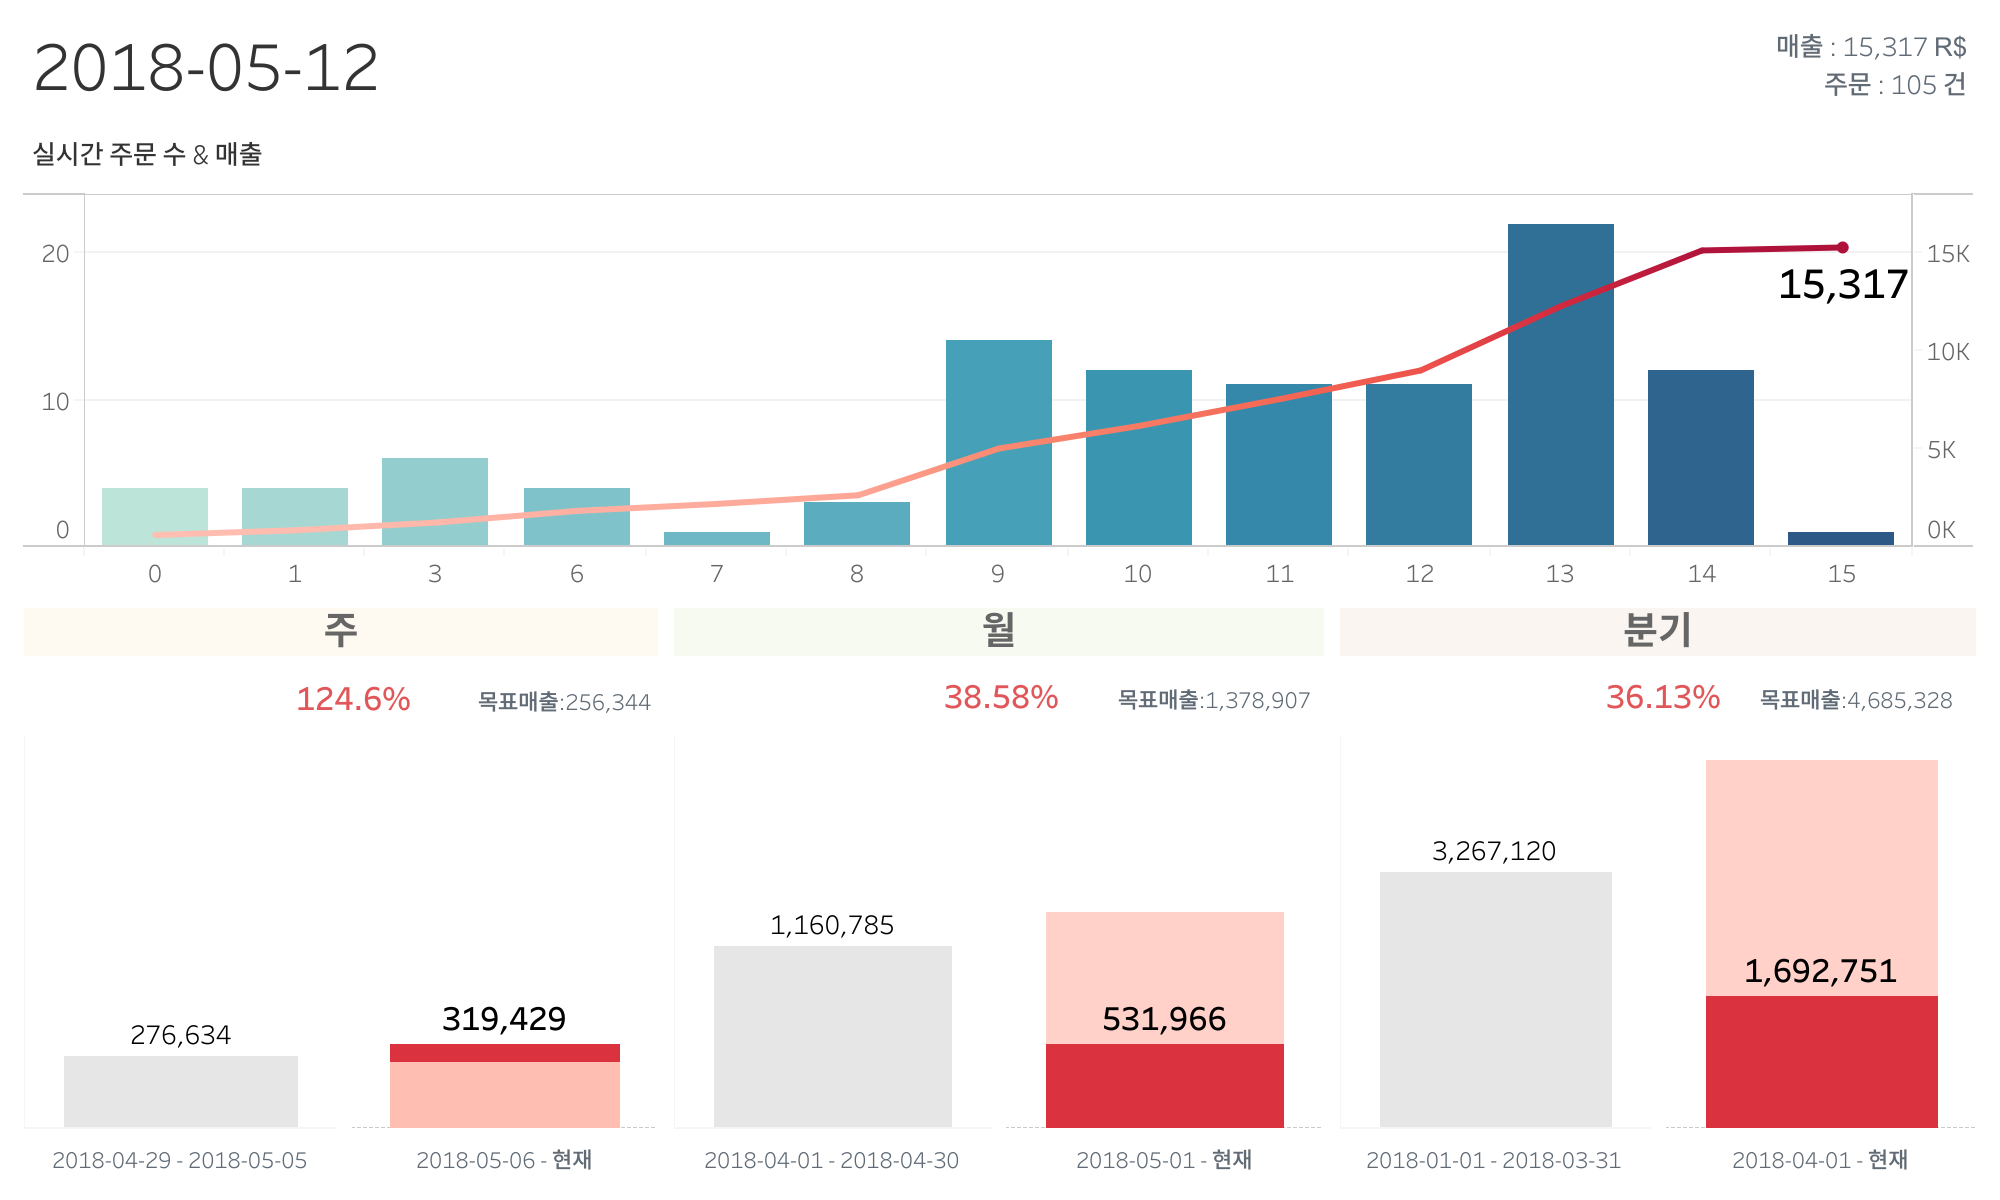 2018-05-12
매출 : 15,317 R$
주문 : 105 건
실시간 주문 수 & 매출
20
10
0
15K
10K
5K
0K
15,317
0 1 3 6 7 8 9 10 11 12 13 14 15
주 월 분기
124.6% 목표매출:256,344
38.58% 목표매출:1,378,907
36.13% 목표매출:4,685,328
276,634
319,429
1,160,785
531,966
3,267,120
1,692,751
2018-04-29 - 2018-05-05
2018-05-06 - 현재
2018-04-01 - 2018-04-30
2018-05-01 - 현재
2018-01-01 - 2018-03-31
2018-04-01 - 현재